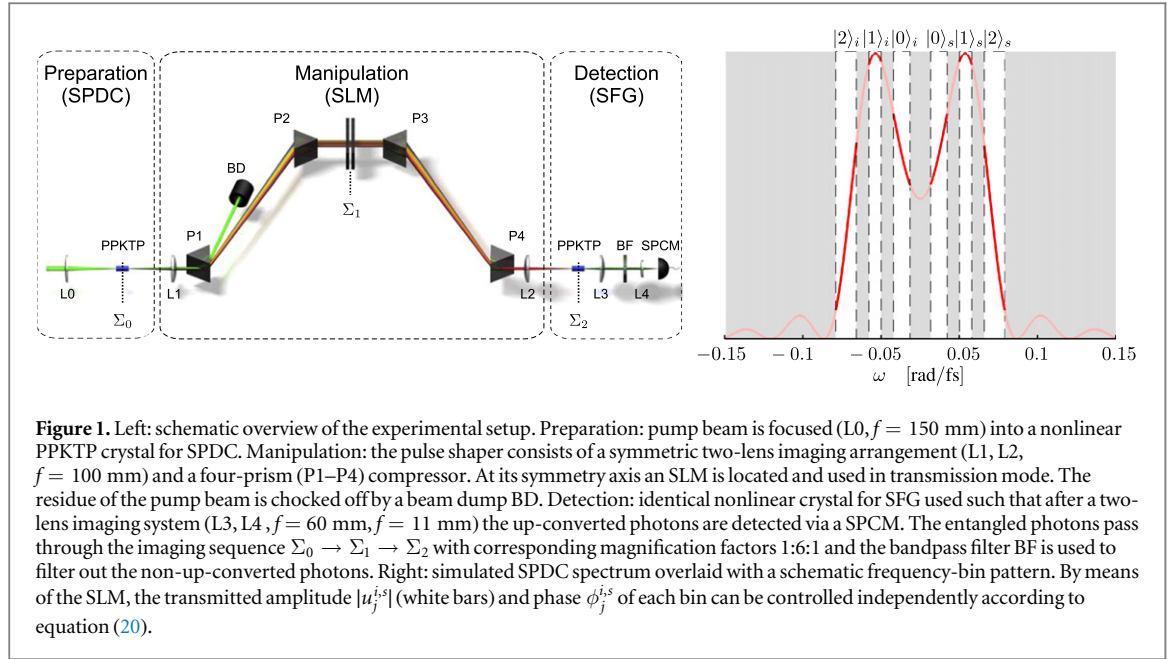 Preparation
(SPDC)
Manipulation
(SLM)
Detection
(SFG)
P2
P3
BD
Σ₁
PPKTP
P1
P4
PPKTP
BF
SPCM
L0
L1
L2
L3
L4
Σ₀
Σ₂
|2⟩ᵢ|1⟩ᵢ|0⟩ᵢ |0⟩ₛ|1⟩ₛ|2⟩ₛ
−0.15 −0.1 −0.05 0.05 0.1 0.15
ω [rad/fs]
Figure 1. Left: schematic overview of the experimental setup. Preparation: pump beam is focused (L0, f = 150 mm) into a nonlinear
PPKTP crystal for SPDC. Manipulation: the pulse shaper consists of a symmetric two-lens imaging arrangement (L1, L2,
f = 100 mm) and a four-prism (P1–P4) compressor. At its symmetry axis an SLM is located and used in transmission mode. The
residue of the pump beam is chocked off by a beam dump BD. Detection: identical nonlinear crystal for SFG used such that after a two-
lens imaging system (L3, L4 , f = 60 mm, f = 11 mm) the up-converted photons are detected via a SPCM. The entangled photons pass
through the imaging sequence Σ₀ → Σ₁ → Σ₂ with corresponding magnification factors 1:6:1 and the bandpass filter BF is used to
filter out the non-up-converted photons. Right: simulated SPDC spectrum overlaid with a schematic frequency-bin pattern. By means
of the SLM, the transmitted amplitude |uⱼⁱ,ˢ| (white bars) and phase ϕⱼⁱ,ˢ of each bin can be controlled independently according to
equation (20).